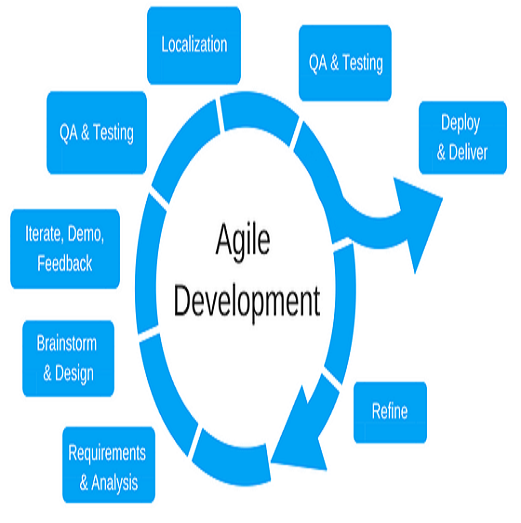 Localization
QA & Testing
Deploy
& Deliver
QA & Testing
Iterate, Demo,
Feedback
Agile
Development
Brainstorm
& Design
Refine
Requirements
& Analysis